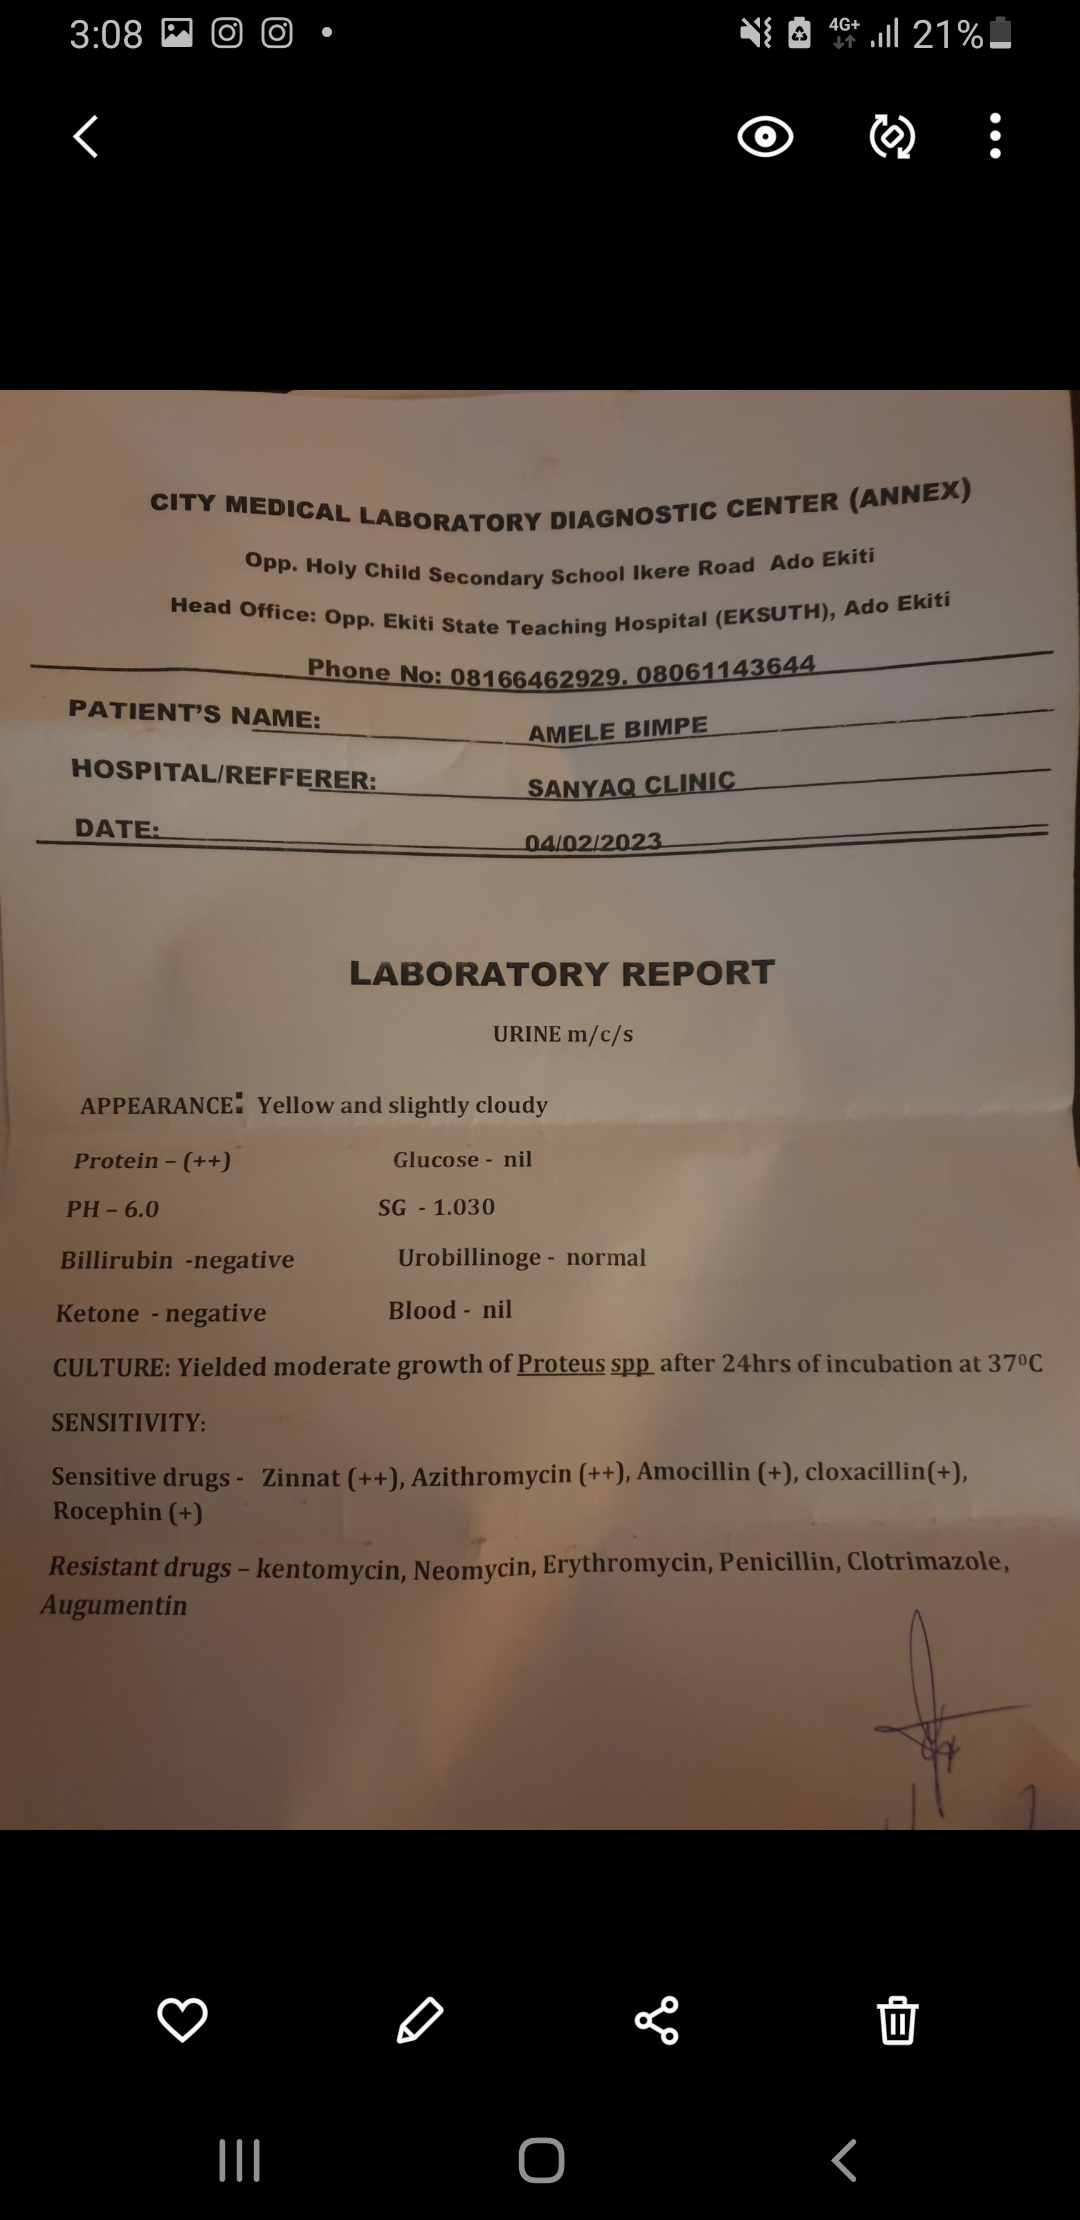 3:08
4G+
21%
CITY MEDICAL LABORATORY DIAGNOSTIC CENTER (ANNEX)
Opp. Holy Child Secondary School Ikere Road Ado Ekiti
Head Office: Opp. Ekiti State Teaching Hospital (EKSUTH), Ado Ekiti
Phone No: 08166462929. 08061143644
PATIENT'S NAME: AMELE BIMPE
HOSPITAL/REFFERER: SANYAQ CLINIC
DATE: 04/02/2023
LABORATORY REPORT
URINE m/c/s
APPEARANCE: Yellow and slightly cloudy
Protein – (++) Glucose - nil
PH – 6.0 SG - 1.030
Billirubin -negative Urobillinoge - normal
Ketone - negative Blood - nil
CULTURE: Yielded moderate growth of Proteus spp after 24hrs of incubation at 37⁰C
SENSITIVITY:
Sensitive drugs - Zinnat (++), Azithromycin (++), Amocillin (+), cloxacillin(+),
Rocephin (+)
Resistant drugs – kentomycin, Neomycin, Erythromycin, Penicillin, Clotrimazole,
Augumentin